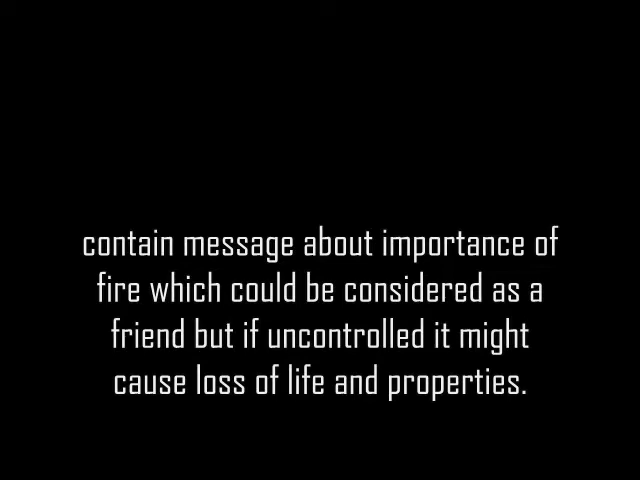 contain message about importance of
fire which could be considered as a
friend but if uncontrolled it might
cause loss of life and properties.